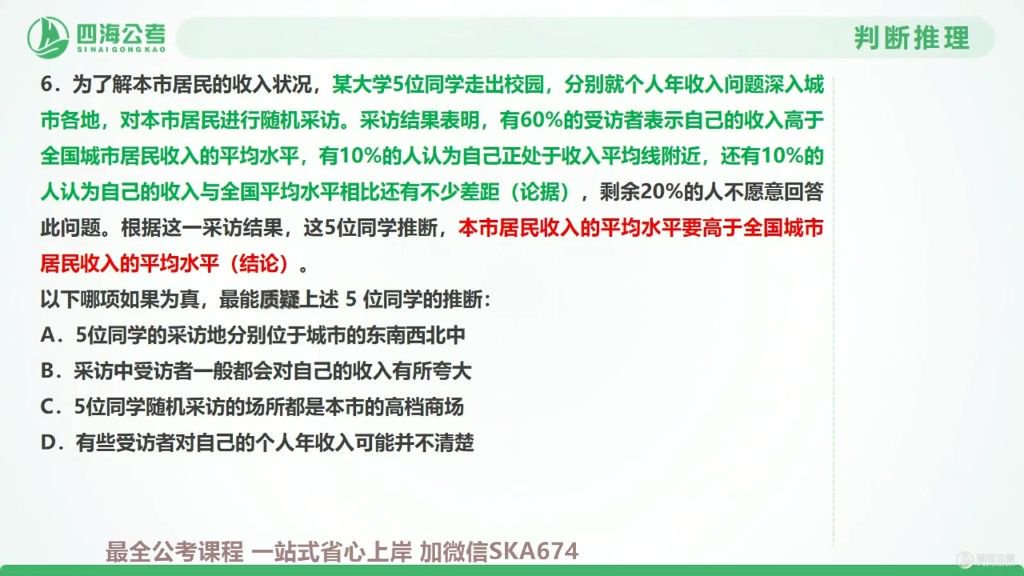 四海公考
SIHAIGONGKAO
判断推理
6. 为了解本市居民的收入状况，某大学5位同学走出校园，分别就个人年收入问题深入城
市各地，对本市居民进行随机采访。采访结果表明，有60%的受访者表示自己的收入高于
全国城市居民收入的平均水平，有10%的人认为自己正处于收入平均线附近，还有10%的
人认为自己的收入与全国平均水平相比还有不少差距（论据），剩余20%的人不愿意回答
此问题。根据这一采访结果，这5位同学推断，本市居民收入的平均水平要高于全国城市
居民收入的平均水平（结论）。
以下哪项如果为真，最能质疑上述 5 位同学的推断：
A. 5位同学的采访地分别位于城市的东南西北中
B. 采访中受访者一般都会对自己的收入有所夸大
C. 5位同学随机采访的场所都是本市的高档商场
D. 有些受访者对自己的个人年收入可能并不清楚
最全公考课程 一站式省心上岸 加微信SKA674